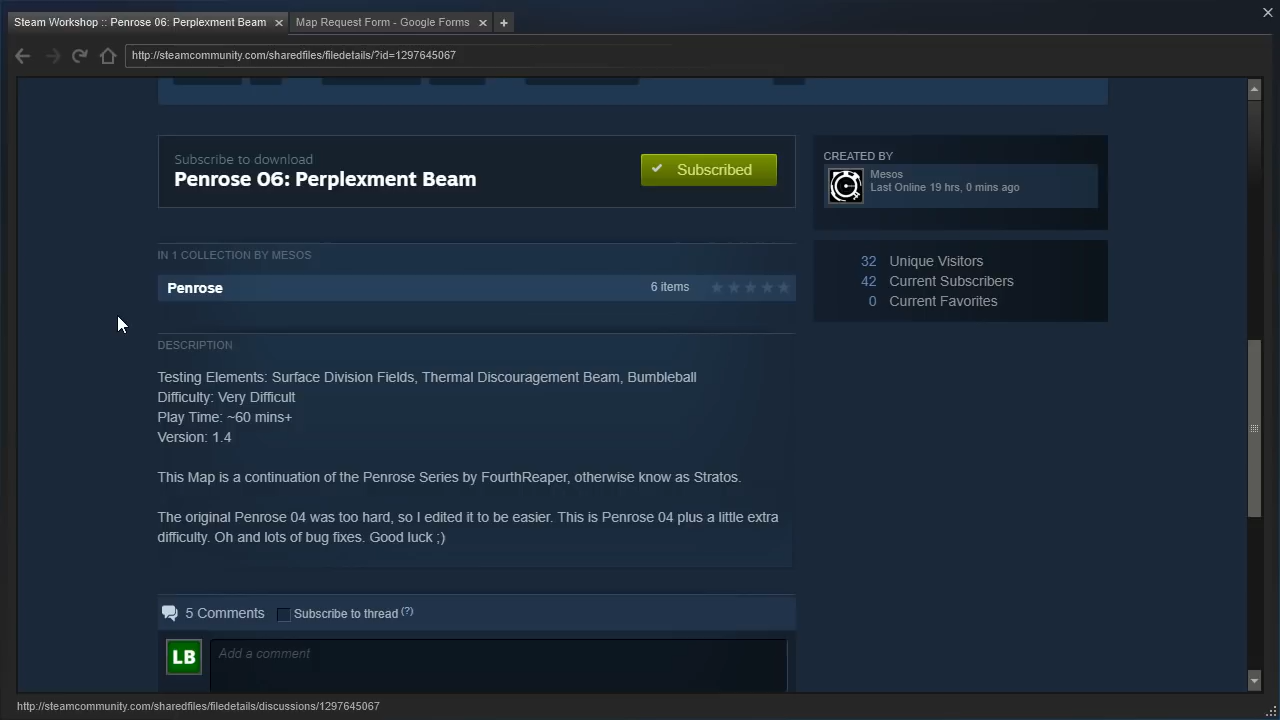 Steam Workshop :: Penrose 06: Perplexment Beam
Map Request Form - Google Forms
http://steamcommunity.com/sharedfiles/filedetails/?id=1297645067
Subscribe to download
Penrose 06: Perplexment Beam
Subscribed
CREATED BY
Mesos
Last Online 19 hrs, 0 mins ago
32 Unique Visitors
42 Current Subscribers
0 Current Favorites
IN 1 COLLECTION BY MESOS
Penrose 6 items
DESCRIPTION
Testing Elements: Surface Division Fields, Thermal Discouragement Beam, Bumbleball
Difficulty: Very Difficult
Play Time: ~60 mins+
Version: 1.4
This Map is a continuation of the Penrose Series by FourthReaper, otherwise know as Stratos.
The original Penrose 04 was too hard, so I edited it to be easier. This is Penrose 04 plus a little extra
difficulty. Oh and lots of bug fixes. Good luck ;)
5 Comments Subscribe to thread (?)
LB
Add a comment
http://steamcommunity.com/sharedfiles/filedetails/discussions/1297645067